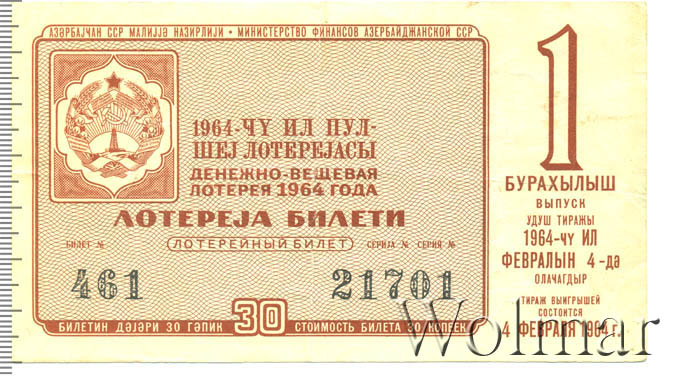 АЗӘРБАЈҸАН ССР МАЛИЈЈӘ НАЗИРЛИЈИ • МИНИСТЕРСТВО ФИНАНСОВ АЗЕРБАЙДЖАНСКОЙ ССР
1964-ҸҮ ИЛ ПУЛ-
ШЕЈ ЛОТЕРЕЈАСЫ
ДЕНЕЖНО-ВЕЩЕВАЯ
ЛОТЕРЕЯ 1964 ГОДА
ЛОТЕРЕЈА БИЛЕТИ
(ЛОТЕРЕЙНЫЙ БИЛЕТ)
БИЛЕТ № СЕРИЈА № СЕРИЯ №
461 21701
БИЛЕТИН ДӘЈӘРИ 30 ГӘПИК 30 СТОИМОСТЬ БИЛЕТА 30 КОПЕЕК
1
БУРАХЫЛЫШ
ВЫПУСК
УДУШ ТИРАЖЫ
1964-ҸҮ ИЛ
ФЕВРАЛЫН 4-дә
ОЛАЧАГДЫР
ТИРАЖ ВЫИГРЫШЕЙ
СОСТОИТСЯ
4 ФЕВРАЛЯ 1964 г.
Wolmar